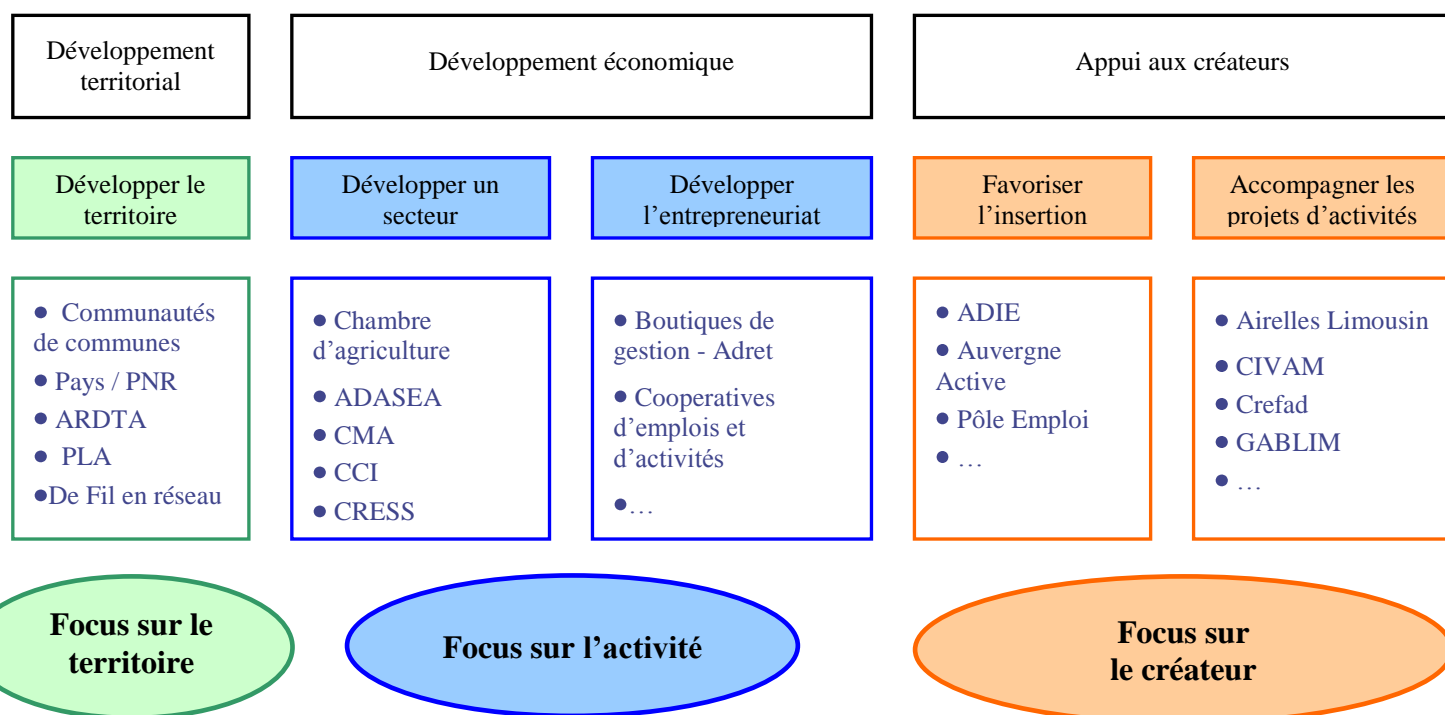 Développement
territorial
Développement économique
Appui aux créateurs
Développer le
territoire
Développer un
secteur
Développer
l’entrepreneuriat
Favoriser
l’insertion
Accompagner les
projets d’activités
● Communautés
de communes
● Pays / PNR
● ARDTA
● PLA
●De Fil en réseau
● Chambre
d’agriculture
● ADASEA
● CMA
● CCI
● CRESS
● Boutiques de
gestion - Adret
● Cooperatives
d’emplois et
d’activités
●…
● ADIE
● Auvergne
Active
● Pôle Emploi
● …
● Airelles Limousin
● CIVAM
● Crefad
● GABLIM
● …
Focus sur le
territoire
Focus sur l’activité
Focus sur
le créateur